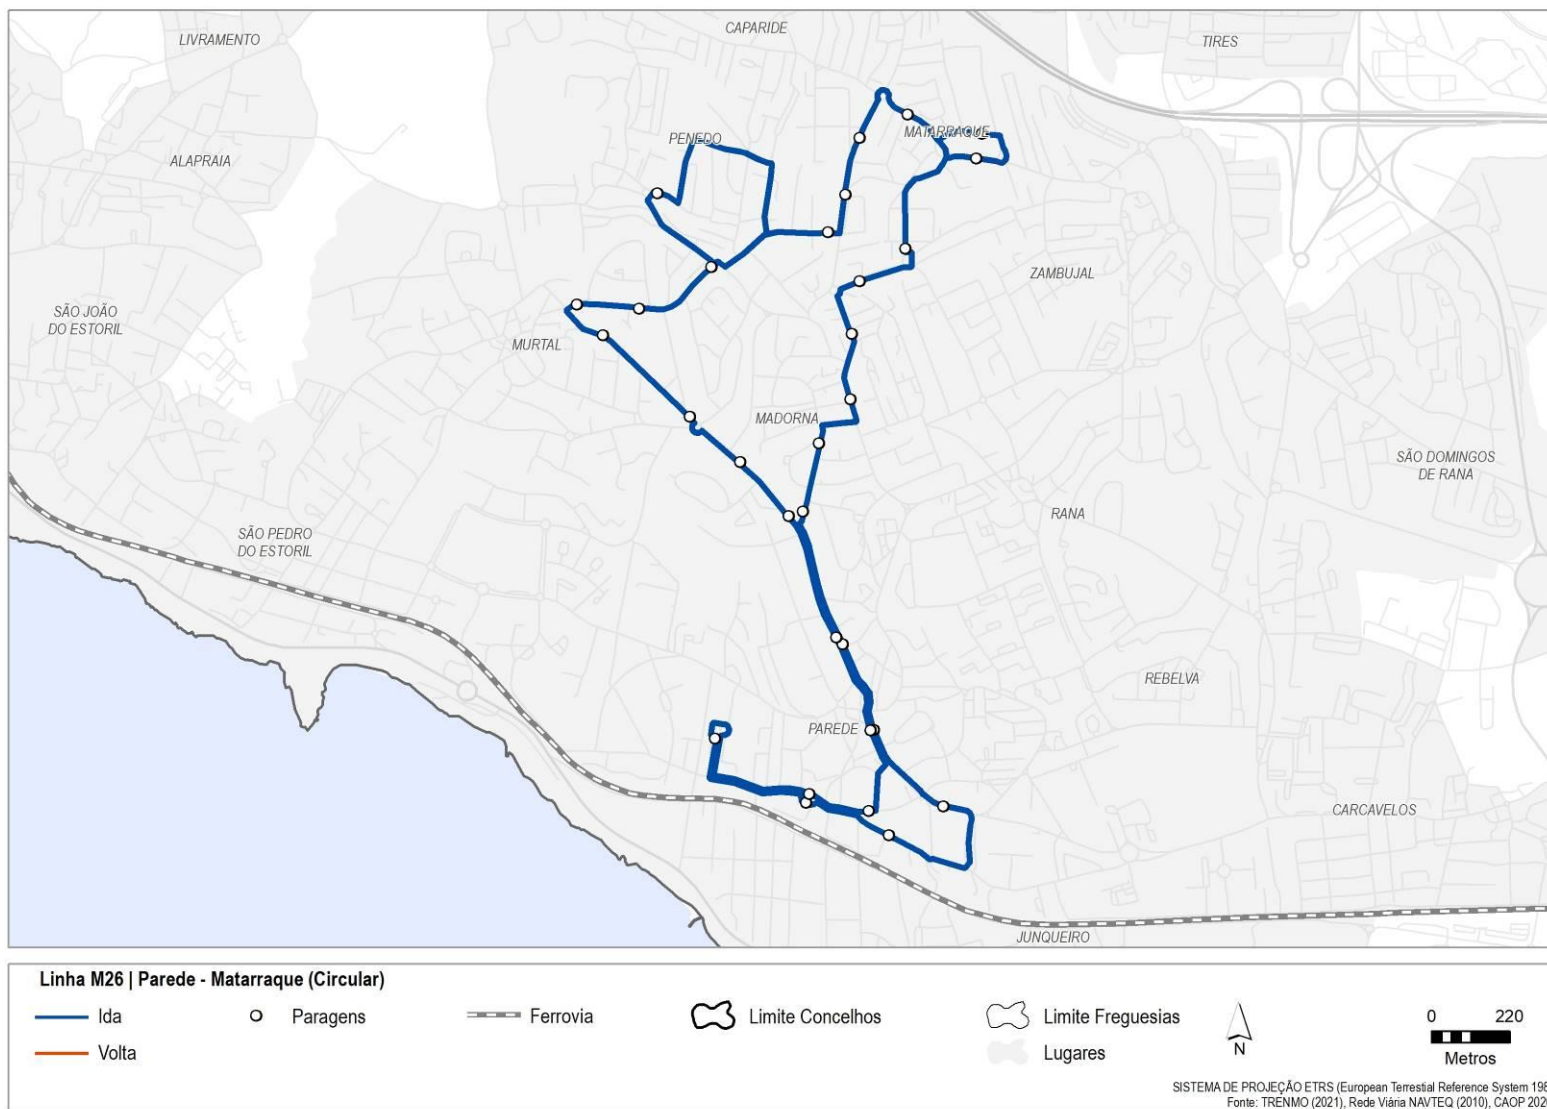 LIVRAMENTO
CAPARIDE
TIRES
PENEDO
MATARRAQUE
ALAPRAIA
ZAMBUJAL
SÃO JOÃO
DO ESTORIL
MURTAL
MADORNA
SÃO DOMINGOS
DE RANA
RANA
SÃO PEDRO
DO ESTORIL
REBELVA
PAREDE
CARCAVELOS
JUNQUEIRO
Linha M26 | Parede - Matarraque (Circular)
Ida
Paragens
Ferrovia
Limite Concelhos
Limite Freguesias
N
0 220
Metros
Volta
Lugares
SISTEMA DE PROJEÇÃO ETRS (European Terrestial Reference System 198
Fonte: TRENMO (2021), Rede Viária NAVTEQ (2010), CAOP 202